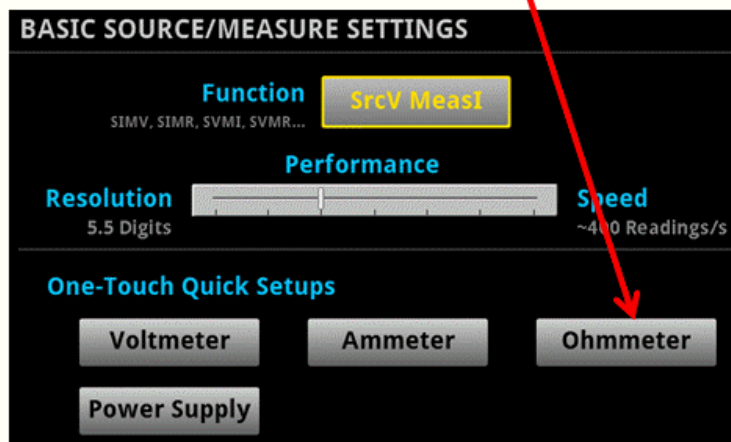 BASIC SOURCE/MEASURE SETTINGS
Function
SrcV MeasI
SIMV, SIMR, SVMI, SVMR...
Performance
Resolution
Speed
5.5 Digits
~400 Readings/s
One-Touch Quick Setups
Voltmeter
Ammeter
Ohmmeter
Power Supply